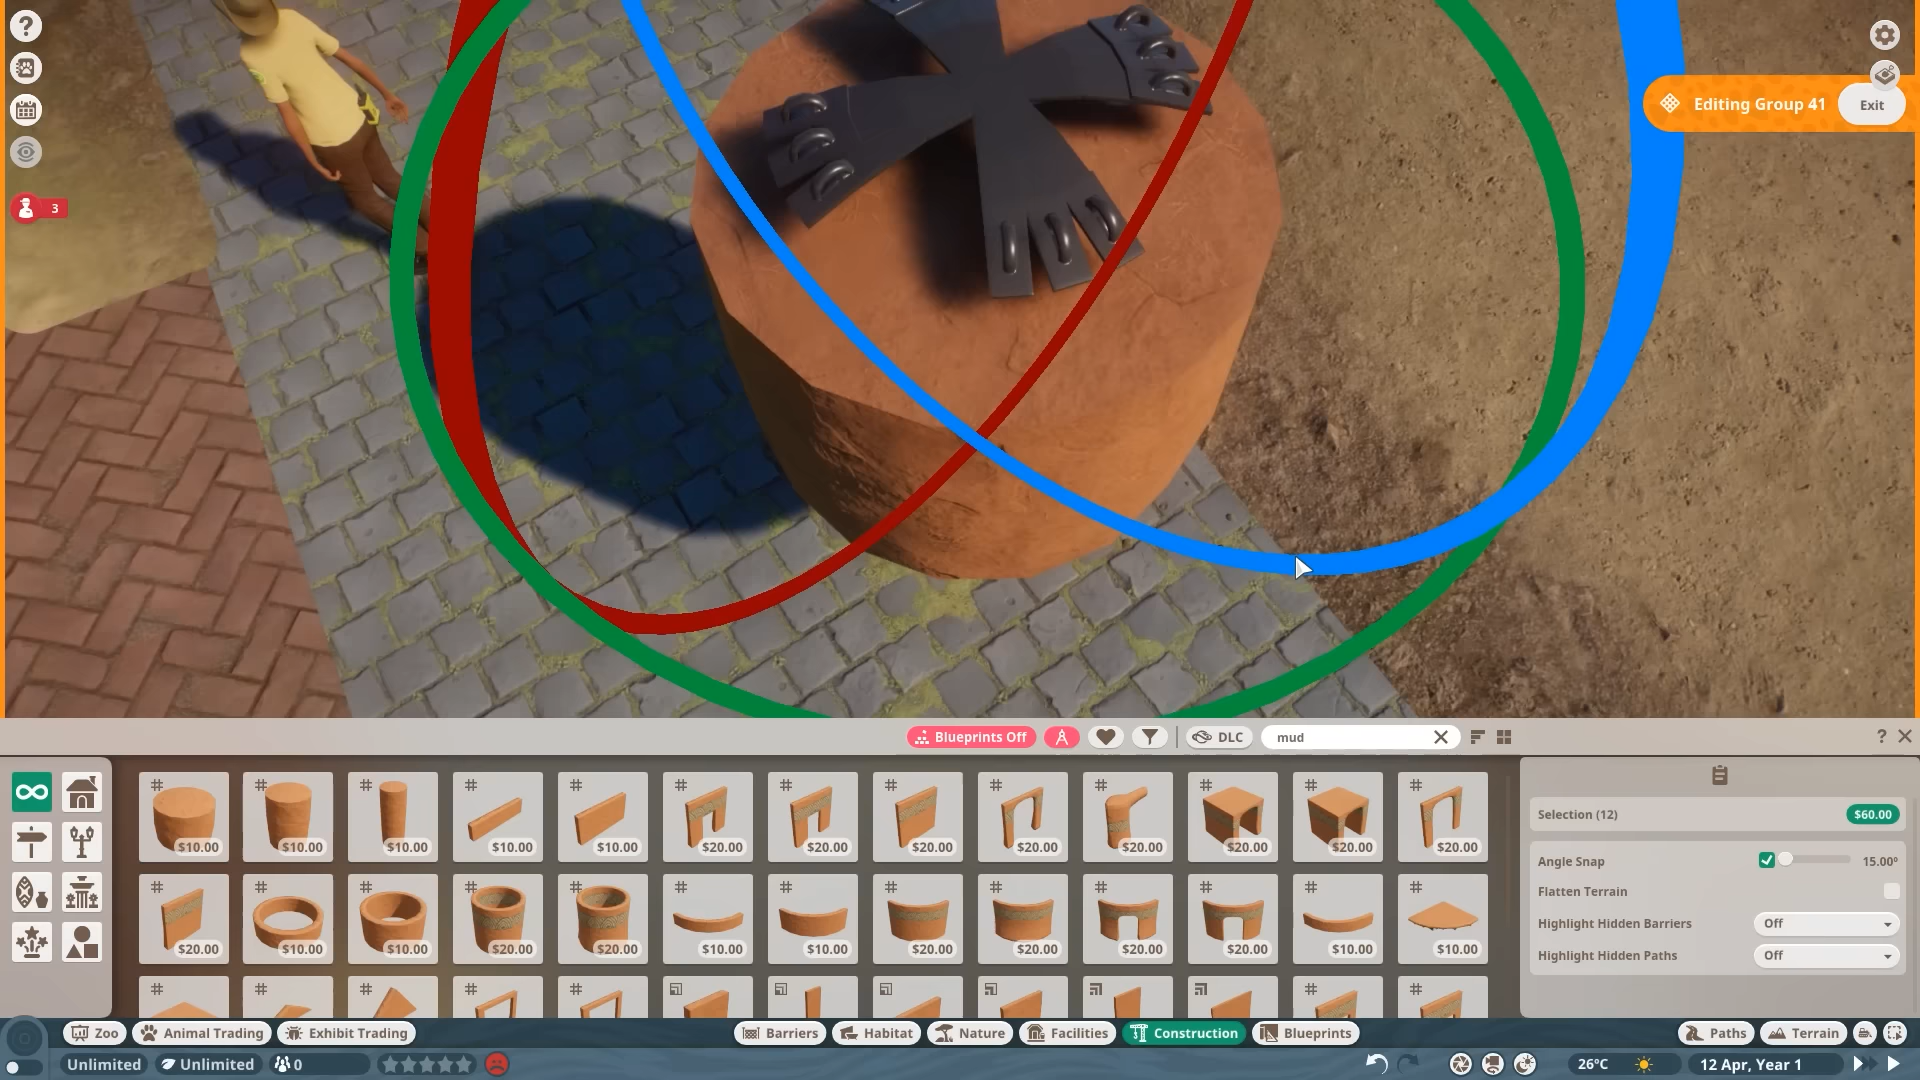 ?
3
Editing Group 41
Exit
Blueprints Off
DLC
mud
?
$10.00 $10.00 $10.00 $10.00 $10.00 $20.00 $20.00 $20.00 $20.00 $20.00 $20.00 $20.00 $20.00
$20.00 $10.00 $10.00 $20.00 $20.00 $10.00 $10.00 $20.00 $20.00 $20.00 $20.00 $10.00 $10.00
Selection (12)
$60.00
Angle Snap
15.00º
Flatten Terrain
Highlight Hidden Barriers
Off
Highlight Hidden Paths
Off
Zoo
Animal Trading
Exhibit Trading
Barriers
Habitat
Nature
Facilities
Construction
Blueprints
Paths
Terrain
Unlimited
Unlimited
0
26°C
12 Apr, Year 1